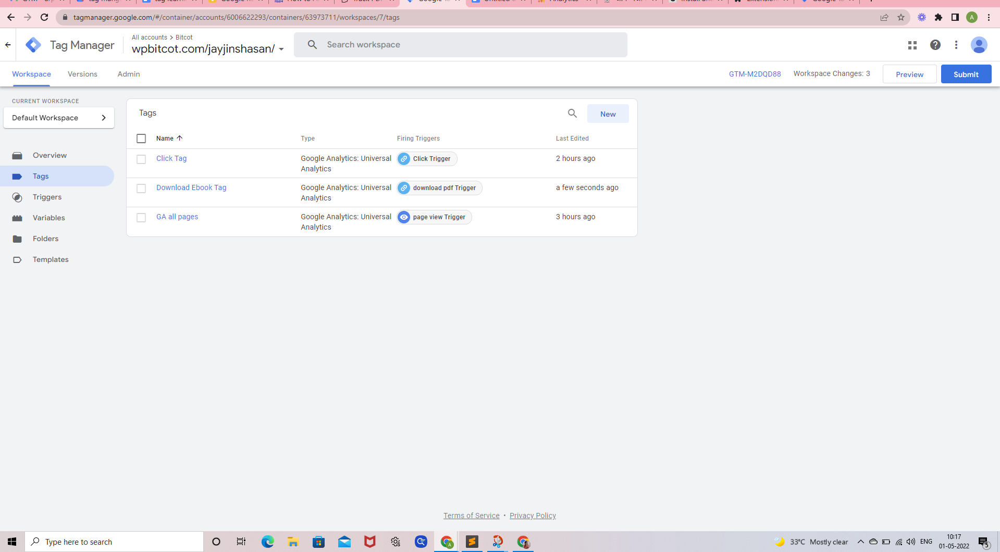 tagmanager.google.com/#/container/accounts/6006622293/containers/63973711/workspaces/7/tags
A
Tag Manager
All accounts > Bitcot
wpbitcot.com/jayjinshasan/
Search workspace
Workspace
Versions
Admin
GTM-M2DQD88
Workspace Changes: 3
Preview
Submit
CURRENT WORKSPACE
Default Workspace
Overview
Tags
Triggers
Variables
Folders
Templates
Tags
New
Name
Type
Firing Triggers
Last Edited
Click Tag
Google Analytics: Universal
Analytics
Click Trigger
2 hours ago
Download Ebook Tag
Google Analytics: Universal
Analytics
download pdf Trigger
a few seconds ago
GA all pages
Google Analytics: Universal
Analytics
page view Trigger
3 hours ago
Terms of Service • Privacy Policy
Type here to search
A
33°C Mostly clear
ENG
10:17
01-05-2022
5